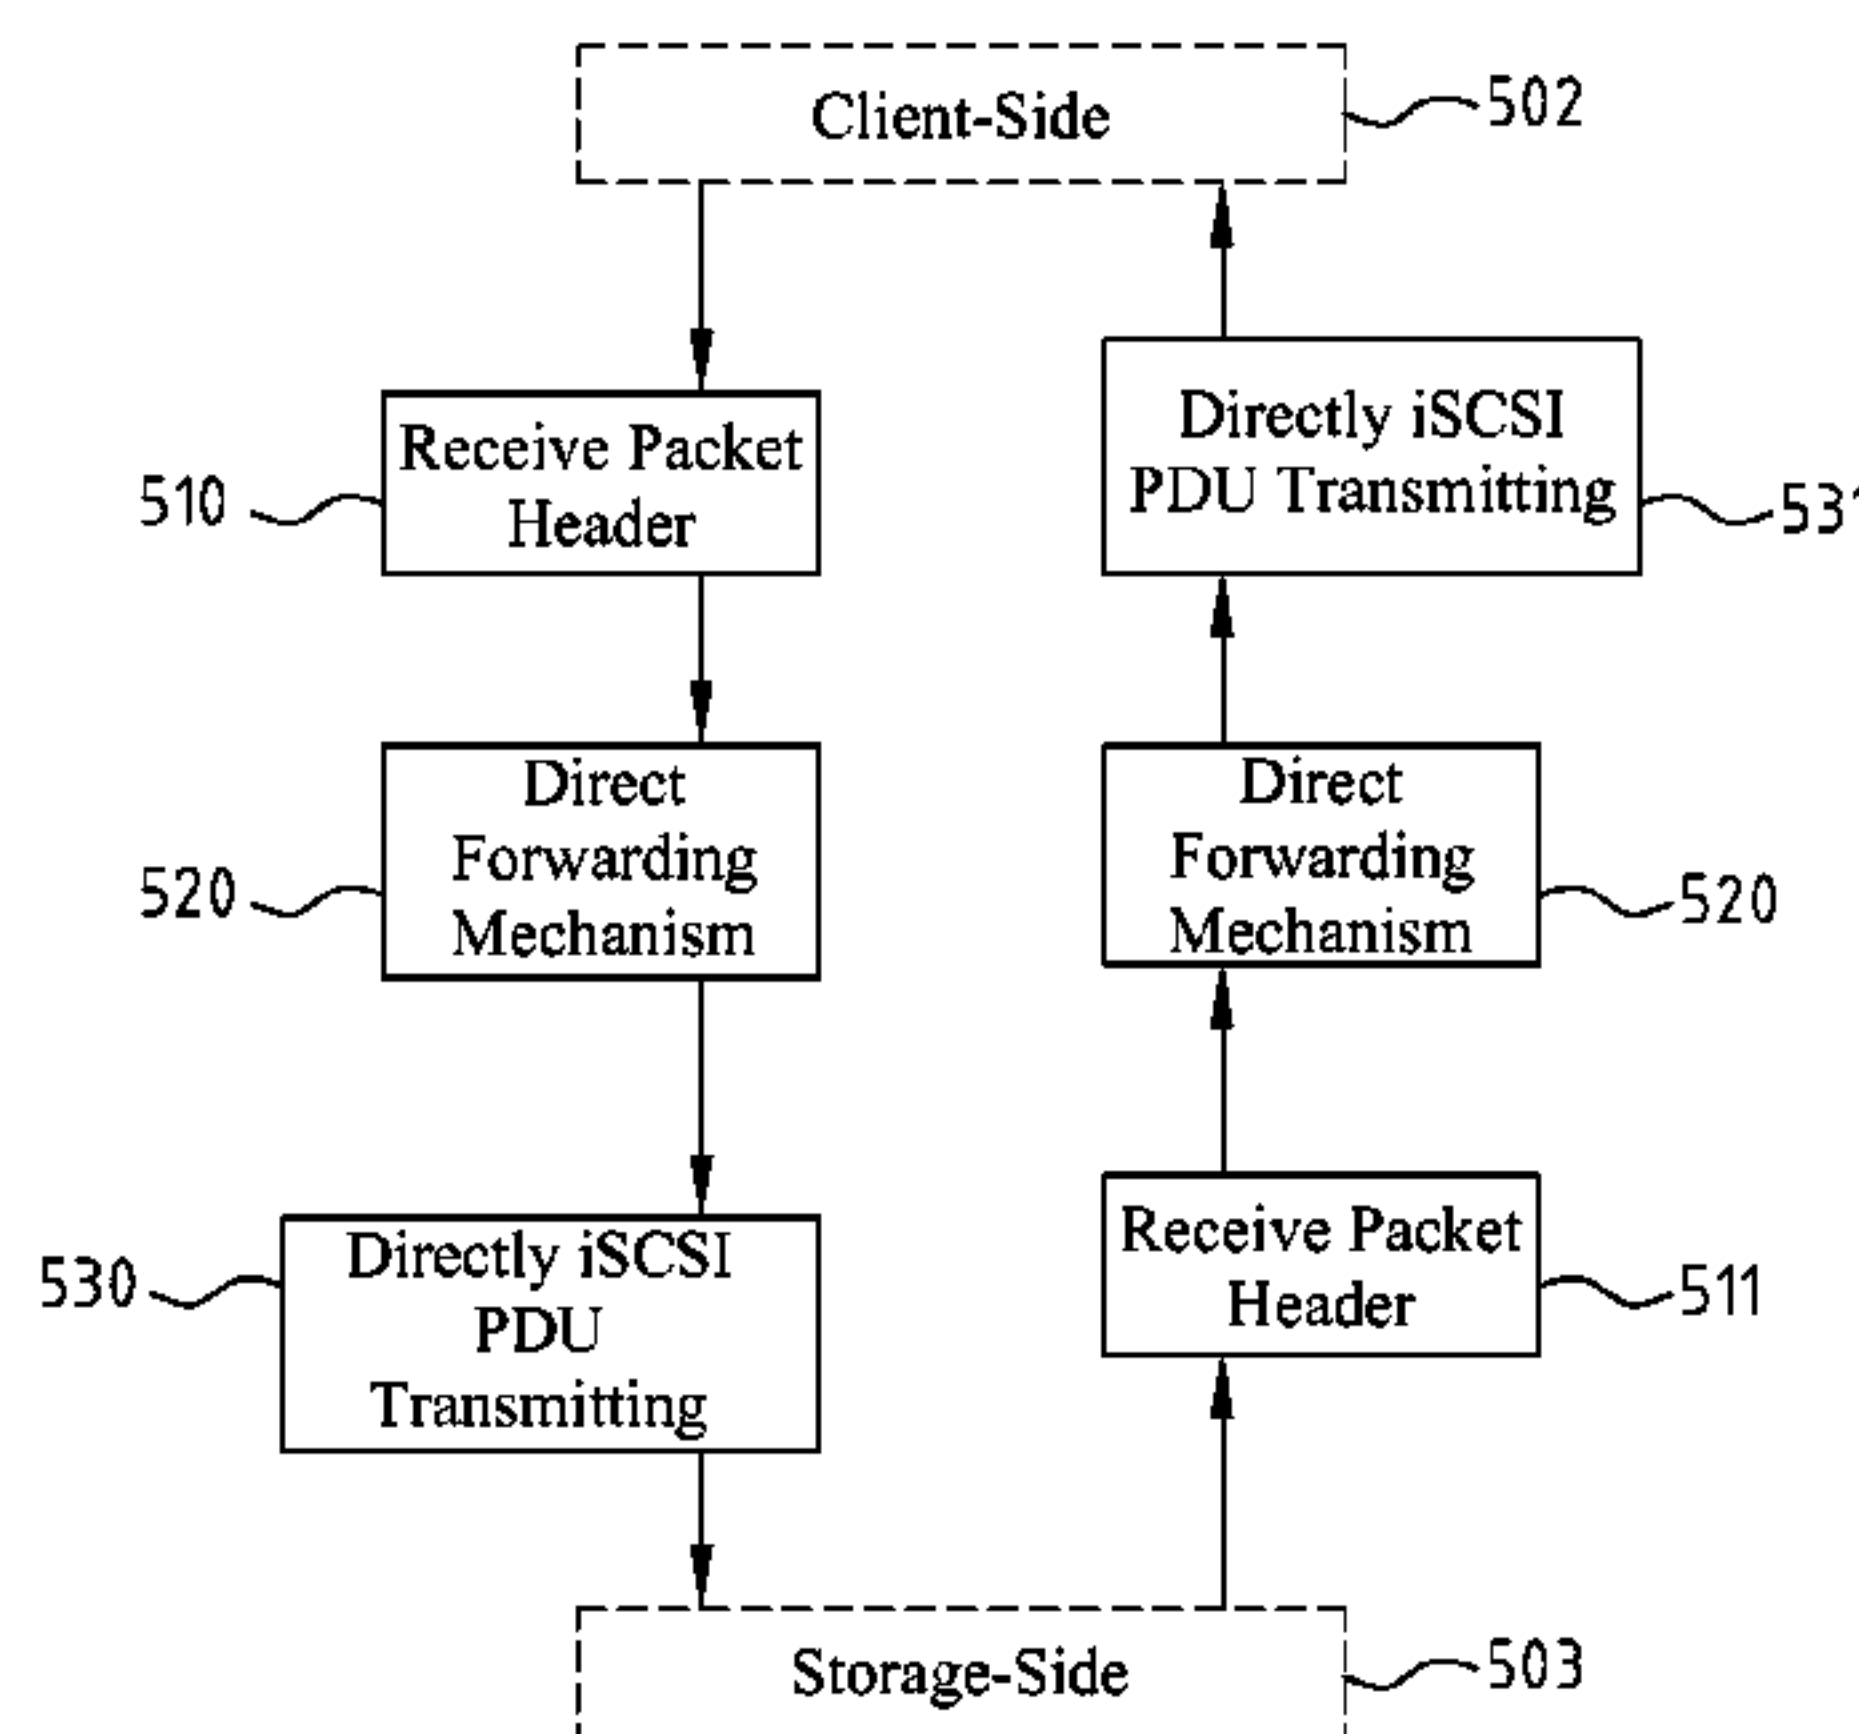 Client-Side
502
Receive Packet
Header
510
Directly iSCSI
PDU Transmitting
Direct
Forwarding
Mechanism
520
Direct
Forwarding
Mechanism
520
Directly iSCSI
PDU
Transmitting
530
Receive Packet
Header
511
Storage-Side
503